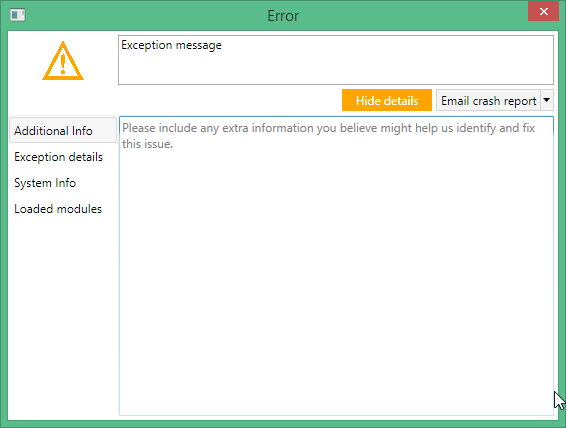 Error
Exception message
Hide details
Email crash report
Additional Info
Exception details
System Info
Loaded modules
Please include any extra information you believe might help us identify and fix
this issue.